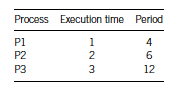 Process Execution time Period
P1 1 4
P2 2 6
P3 3 12